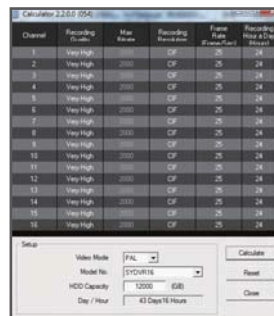 Calculator 2.2.0.0 (054)
Channel Recording Quality Max Bitrate Recording Resolution Frame Rate (Frame/Sec) Recording Hour a Day (Hours)
1 Very High 2000 CIF 25 24
2 Very High 2000 CIF 25 24
3 Very High 2000 CIF 25 24
4 Very High 2000 CIF 25 24
5 Very High 2000 CIF 25 24
6 Very High 2000 CIF 25 24
7 Very High 2000 CIF 25 24
8 Very High 2000 CIF 25 24
9 Very High 2000 CIF 25 24
10 Very High 2000 CIF 25 24
11 Very High 2000 CIF 25 24
12 Very High 2000 CIF 25 24
13 Very High 2000 CIF 25 24
14 Very High 2000 CIF 25 24
15 Very High 2000 CIF 25 24
16 Very High 2000 CIF 25 24
Setup
Video Mode PAL Calculate
Model No. SYDVR16 Reset
HDD Capacity 12000 (GB)
Close
Day / Hour 43 Days16 Hours